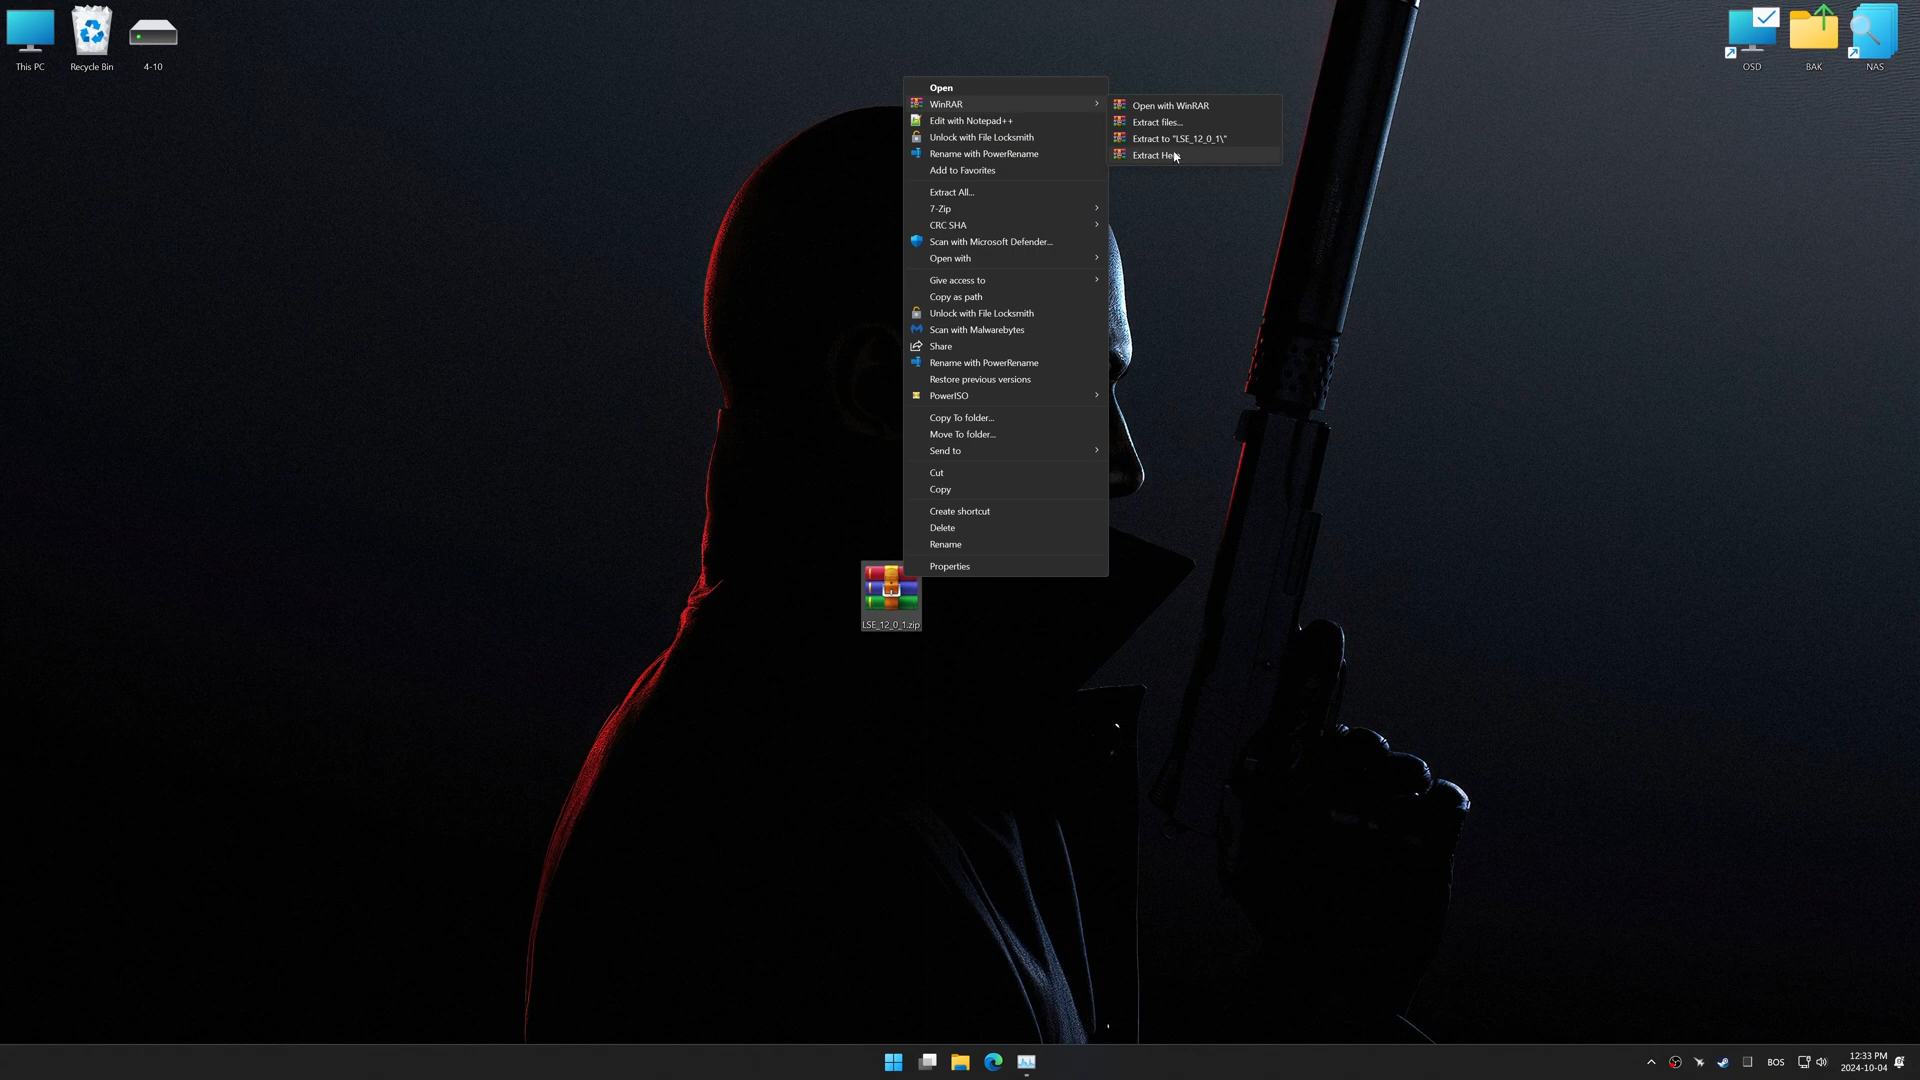 This PC
Recycle Bin
4-10
OSD
BAK
NAS
Open
WinRAR
Edit with Notepad++
Unlock with File Locksmith
Rename with PowerRename
Add to Favorites
Extract All...
7-Zip
CRC SHA
Scan with Microsoft Defender...
Open with
Give access to
Copy as path
Unlock with File Locksmith
Scan with Malwarebytes
Share
Rename with PowerRename
Restore previous versions
PowerISO
Copy To folder...
Move To folder...
Send to
Cut
Copy
Create shortcut
Delete
Rename
Properties
Open with WinRAR
Extract files...
Extract to "LSE_12_0_1\"
Extract Here
LSE_12_0_1.zip
BOS
12:33 PM
2024-10-04